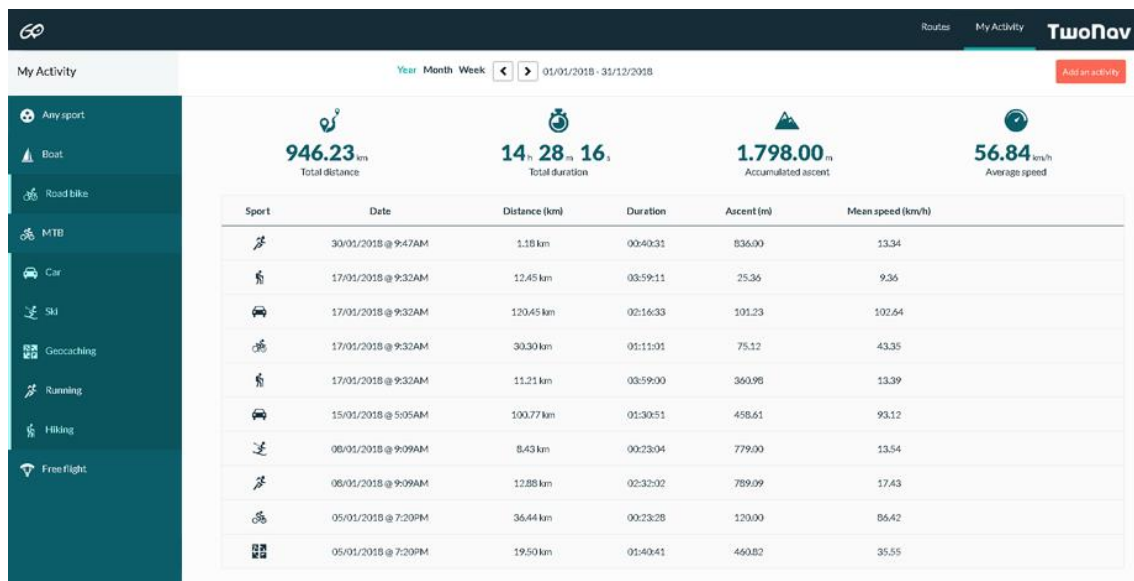 GO
Routes My Activity TwoNav
My Activity
Year Month Week 01/01/2018 - 31/12/2018
Add an activity
Any sport
Boat
Road bike
MTB
Car
Ski
Geocaching
Running
Hiking
Free flight
946.23 km
Total distance
14 h 28 m 16 s
Total duration
1.798.00 m
Accumulated ascent
56.84 km/h
Average speed
Sport Date Distance (km) Duration Ascent (m) Mean speed (km/h)
30/01/2018 @ 9:47AM 1.18 km 00:40:31 836.00 13.34
17/01/2018 @ 9:32AM 12.45 km 03:59:11 25.36 9.36
17/01/2018 @ 9:32AM 120.45 km 02:16:33 101.23 102.64
17/01/2018 @ 9:32AM 30.30 km 01:11:01 75.12 43.35
17/01/2018 @ 9:32AM 11.21 km 03:59:00 360.98 13.39
15/01/2018 @ 5:05AM 100.77 km 01:30:51 458.61 93.12
08/01/2018 @ 9:09AM 8.43 km 00:23:04 779.00 13.54
08/01/2018 @ 9:09AM 12.88 km 02:32:02 789.09 17.43
05/01/2018 @ 7:20PM 36.44 km 00:23:28 120.00 86.42
05/01/2018 @ 7:20PM 19.50 km 01:40:41 460.82 35.55